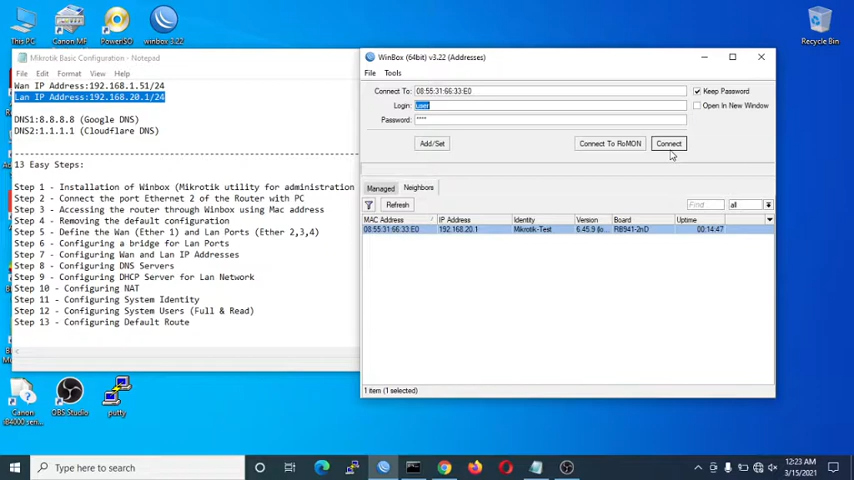 This PC
Canon MF
PowerISO
winbox 3.22
Recycle Bin
Mikrotik Basic Configuration - Notepad
File Edit Format View Help
Wan IP Address:192.168.1.51/24
Lan IP Address:192.168.20.1/24
DNS1:8.8.8.8 (Google DNS)
DNS2:1.1.1.1 (Cloudflare DNS)
13 Easy Steps:
Step 1 - Installation of Winbox (Mikrotik utility for administration
Step 2 - Connect the port Ethernet 2 of the Router with PC
Step 3 - Accessing the router through Winbox using Mac address
Step 4 - Removing the default configuration
Step 5 - Define the Wan (Ether 1) and Lan Ports (Ether 2,3,4)
Step 6 - Configuring a bridge for Lan Ports
Step 7 - Configuring Wan and Lan IP Addresses
Step 8 - Configuring DNS Servers
Step 9 - Configuring DHCP Server for Lan Network
Step 10 - Configuring NAT
Step 11 - Configuring System Identity
Step 12 - Configuring System Users (Full & Read)
Step 13 - Configuring Default Route
WinBox (64bit) v3.22 (Addresses)
File Tools
Connect To: 08:55:31:66:33:E0
Keep Password
Login: user
Open In New Window
Password: ****
Add/Set
Connect To RoMON
Connect
Managed Neighbors
Refresh
Find
all
MAC Address IP Address Identity Version Board Uptime
08:55:31:66:33:E0 192.168.20.1 Mikrotik-Test 6.45.9 (lo... RB941-2nD 00:14:47
1 item (1 selected)
Canon
iB4000 seri...
OBS Studio
putty
Type here to search
12:23 AM
3/15/2021